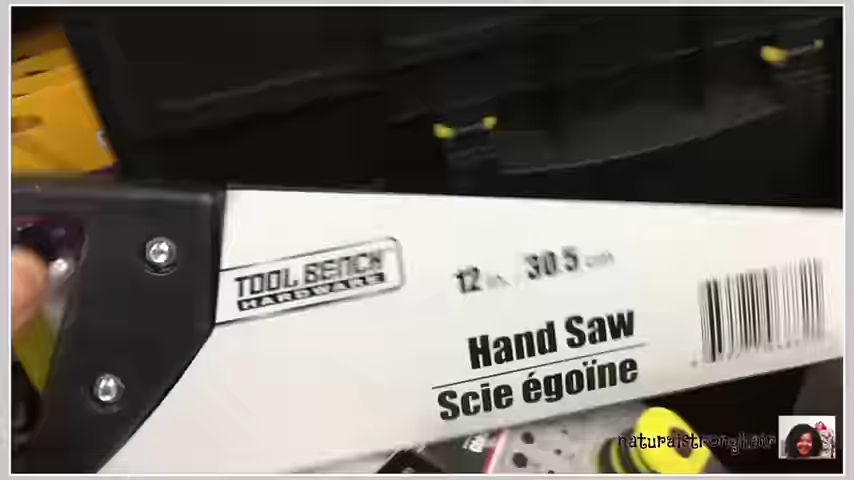 TOOL BENCH
HARDWARE
12 in. / 30.5 cm
Hand Saw
Scie égoïne
naturalstronghair